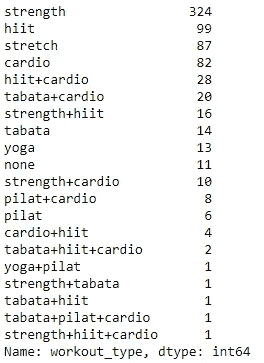 strength 324
hiit 99
stretch 87
cardio 82
hiit+cardio 28
tabata+cardio 20
strength+hiit 16
tabata 14
yoga 13
none 11
strength+cardio 10
pilat+cardio 8
pilat 6
cardio+hiit 4
tabata+hiit+cardio 2
yoga+pilat 1
strength+tabata 1
tabata+hiit 1
tabata+pilat+cardio 1
strength+hiit+cardio 1
Name: workout_type, dtype: int64